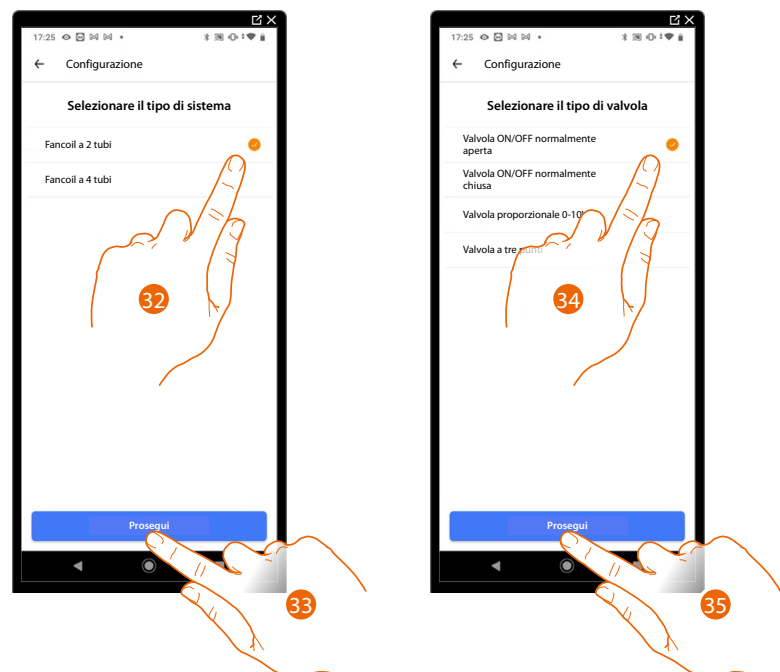 17:25
Configurazione
Selezionare il tipo di sistema
Fancoil a 2 tubi
Fancoil a 4 tubi
32
Prosegui
33
17:25
Configurazione
Selezionare il tipo di valvola
Valvola ON/OFF normalmente
aperta
Valvola ON/OFF normalmente
chiusa
Valvola proporzionale 0-10
Valvola a tre punti
34
Prosegui
35